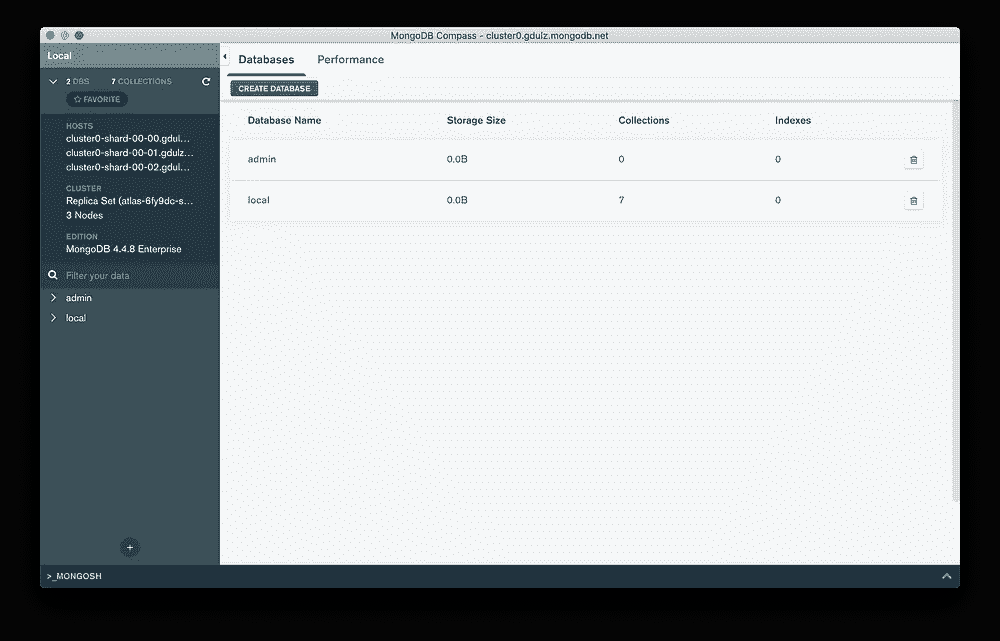 MongoDB Compass - cluster0.gdulz.mongodb.net
Local
2 DBS 7 COLLECTIONS
FAVORITE
HOSTS
cluster0-shard-00-00.gdul...
cluster0-shard-00-01.gdulz...
cluster0-shard-00-02.gdul...
CLUSTER
Replica Set (atlas-6fy9dc-s...
3 Nodes
EDITION
MongoDB 4.4.8 Enterprise
Filter your data
admin
local
Databases Performance
CREATE DATABASE
Database Name Storage Size Collections Indexes
admin 0.0B 0 0
local 0.0B 7 0
>_MONGOSH